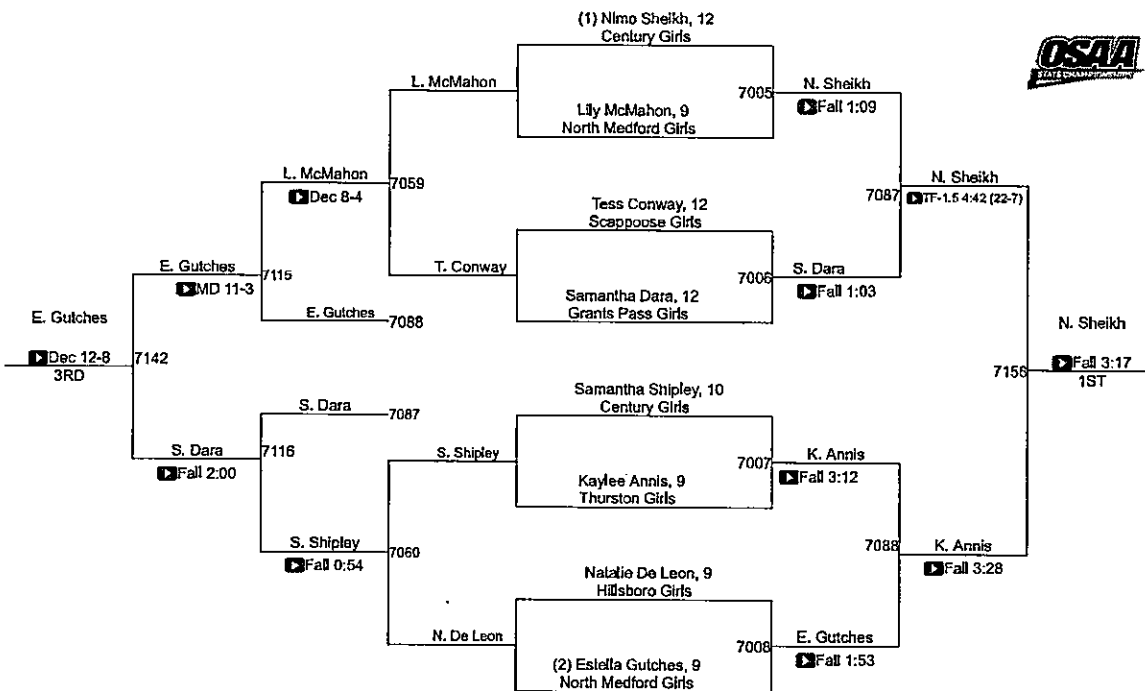 (1) Nimo Sheikh, 12
Century Girls
OSAA
STATE CHAMPIONSHIPS
L. McMahon
7005
N. Sheikh
Fall 1:09
Lily McMahon, 9
North Medford Girls
L. McMahon
7059
Dec 8-4
N. Sheikh
7087
TF-1.5 4:42 (22-7)
Tess Conway, 12
Scappoose Girls
E. Gutches
7115
MD 11-3
T. Conway
7006
S. Dara
Fall 1:03
Samantha Dara, 12
Grants Pass Girls
E. Gutches
E. Gutches
7088
N. Sheikh
Dec 12-8
7142
3RD
7156
Fall 3:17
1ST
Samantha Shipley, 10
Century Girls
S. Dara
7087
S. Dara
7116
Fall 2:00
S. Shipley
7007
K. Annis
Fall 3:12
Kaylee Annis, 9
Thurston Girls
S. Shipley
7060
Fall 0:54
7088
K. Annis
Fall 3:28
Natalie De Leon, 9
Hillsboro Girls
N. De Leon
7008
E. Gutches
Fall 1:53
(2) Estella Gutches, 9
North Medford Girls